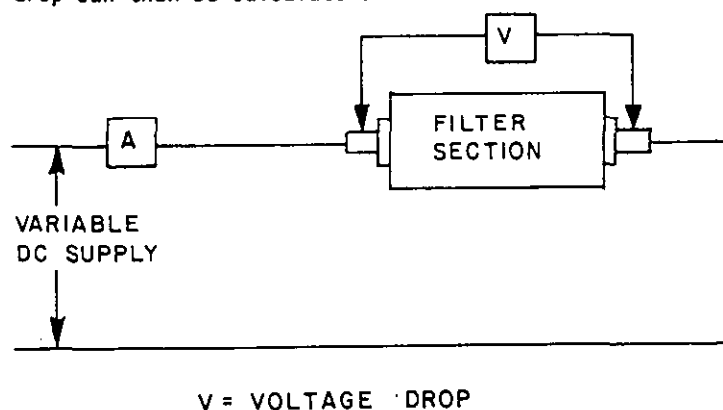 V
FILTER
SECTION
A
VARIABLE
DC SUPPLY
V = VOLTAGE DROP